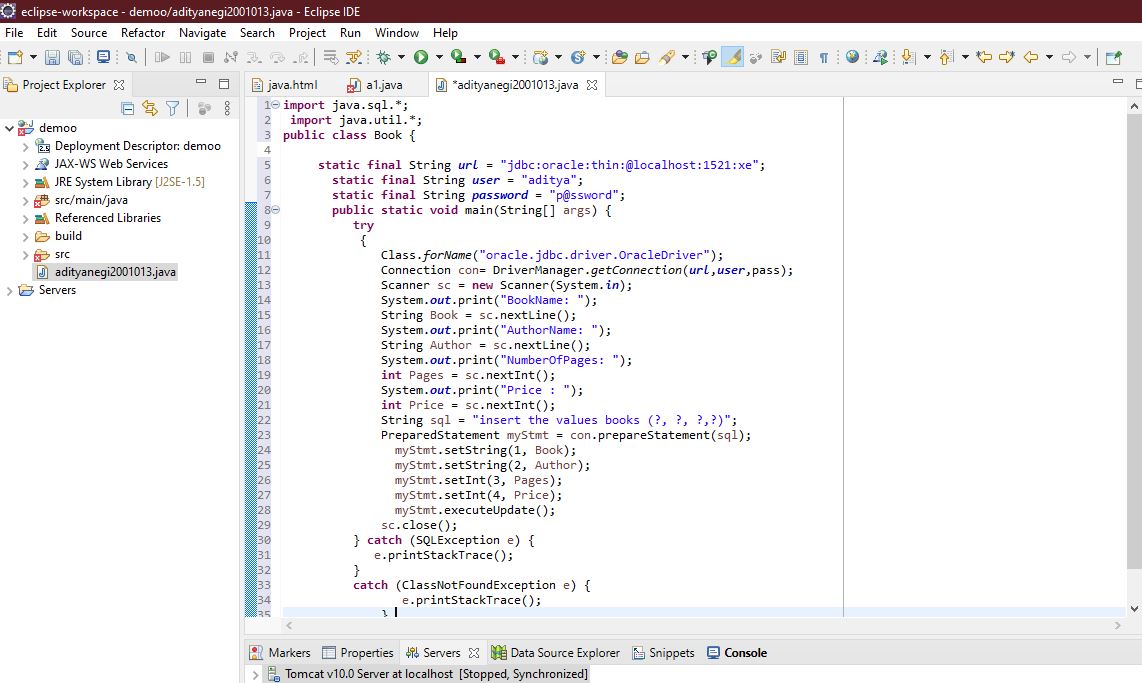 eclipse-workspace - demoo/adityanegi2001013.java - Eclipse IDE
File Edit Source Refactor Navigate Search Project Run Window Help
Project Explorer
java.html
a1.java
*adityanegi2001013.java
demoo
Deployment Descriptor: demoo
JAX-WS Web Services
JRE System Library [J2SE-1.5]
src/main/java
Referenced Libraries
build
src
adityanegi2001013.java
Servers
1 import java.sql.*;
2 import java.util.*;
3 public class Book {
4
5 static final String url = "jdbc:oracle:thin:@localhost:1521:xe";
6 static final String user = "aditya";
7 static final String password = "p@ssword";
8 public static void main(String[] args) {
9 try
10 {
11 Class.forName("oracle.jdbc.driver.OracleDriver");
12 Connection con= DriverManager.getConnection(url,user,pass);
13 Scanner sc = new Scanner(System.in);
14 System.out.print("BookName: ");
15 String Book = sc.nextLine();
16 System.out.print("AuthorName: ");
17 String Author = sc.nextLine();
18 System.out.print("NumberOfPages: ");
19 int Pages = sc.nextInt();
20 System.out.print("Price : ");
21 int Price = sc.nextInt();
22 String sql = "insert the values books (?, ?, ?,?)";
23 PreparedStatement myStmt = con.prepareStatement(sql);
24 myStmt.setString(1, Book);
25 myStmt.setString(2, Author);
26 myStmt.setInt(3, Pages);
27 myStmt.setInt(4, Price);
28 myStmt.executeUpdate();
29 sc.close();
30 } catch (SQLException e) {
31 e.printStackTrace();
32 }
33 catch (ClassNotFoundException e) {
34 e.printStackTrace();
35 }
Markers Properties Servers Data Source Explorer Snippets Console
Tomcat v10.0 Server at localhost [Stopped, Synchronized]